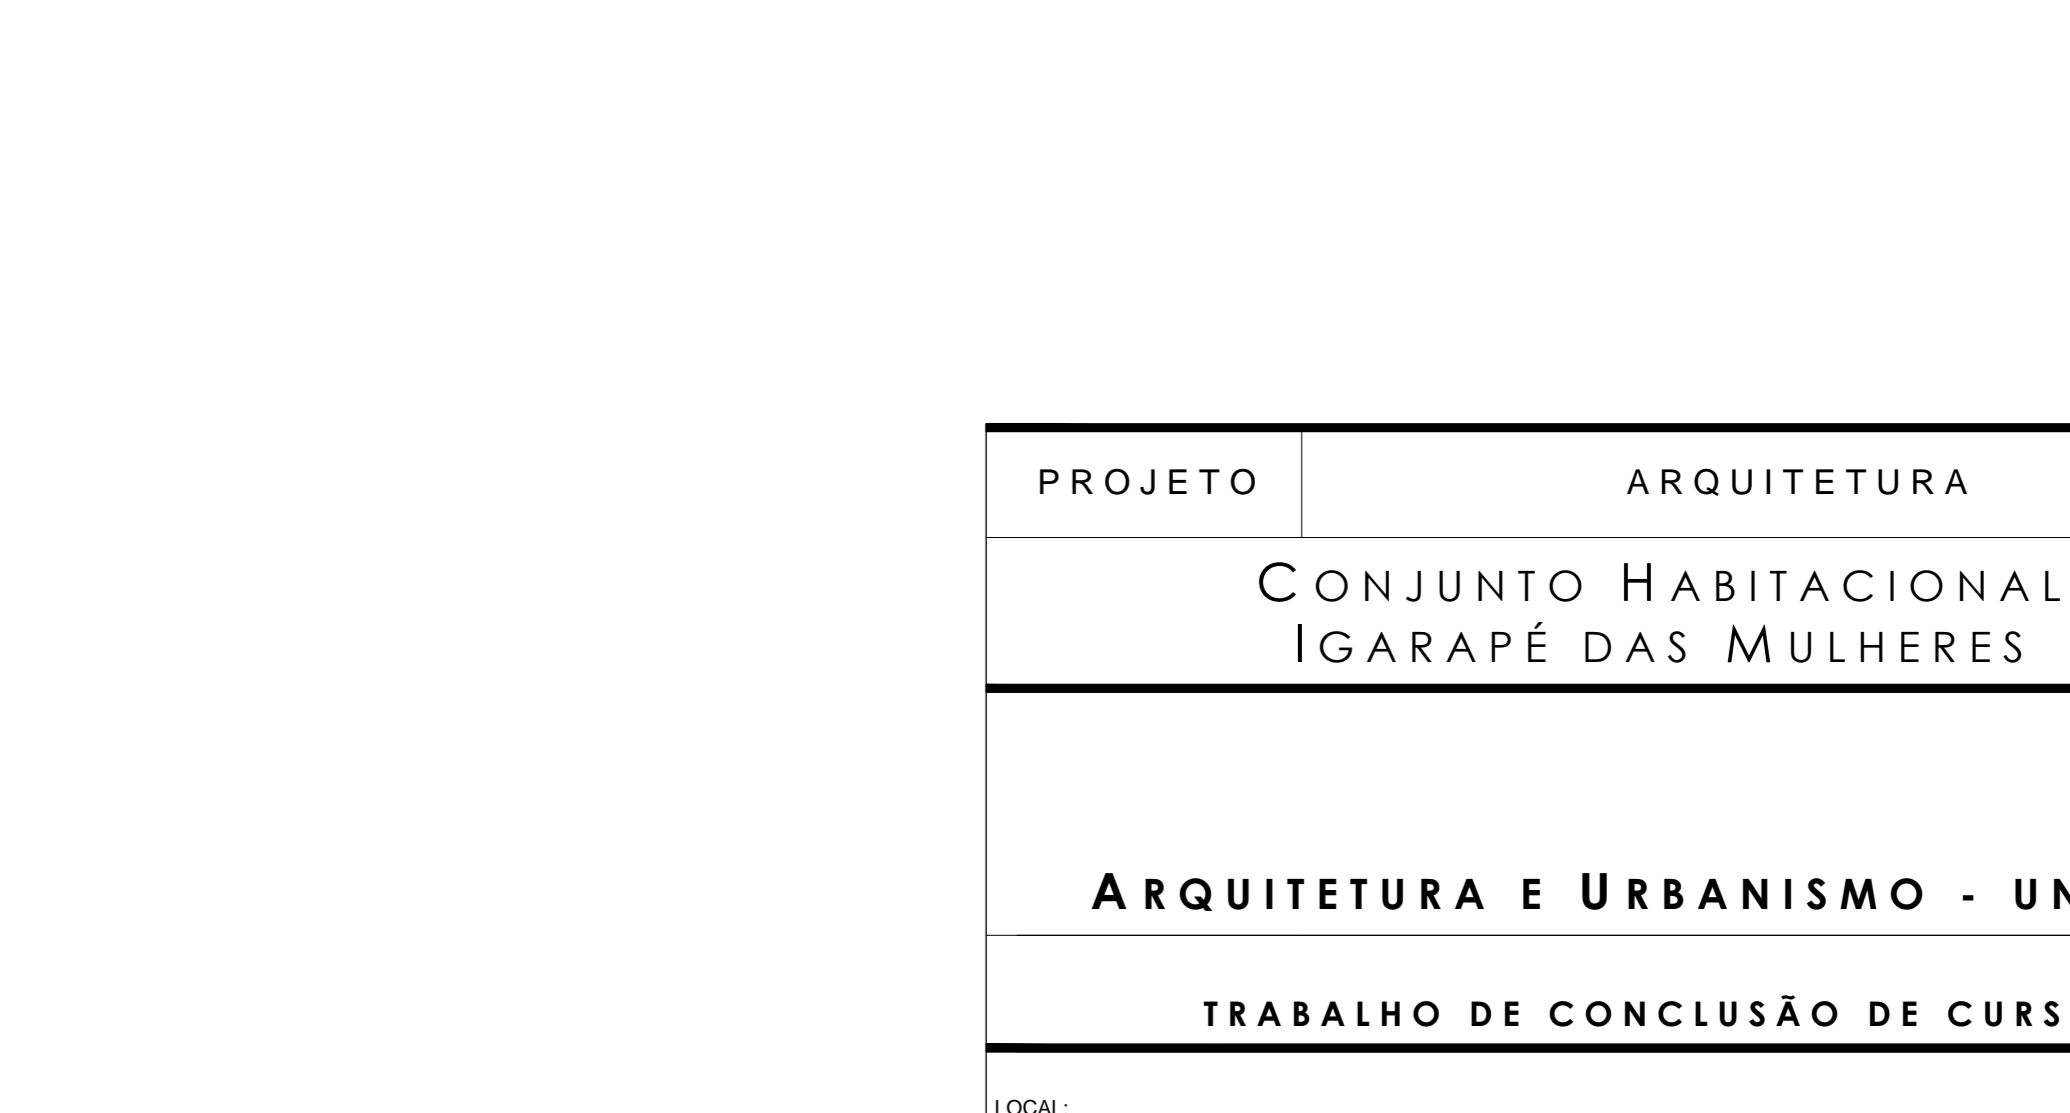 PROJETO ARQUITETURA
CONJUNTO HABITACIONAL
IGARAPÉ DAS MULHERES
ARQUITETURA E URBANISMO -
TRABALHO DE CONCLUSÃO DE
LOCAL: